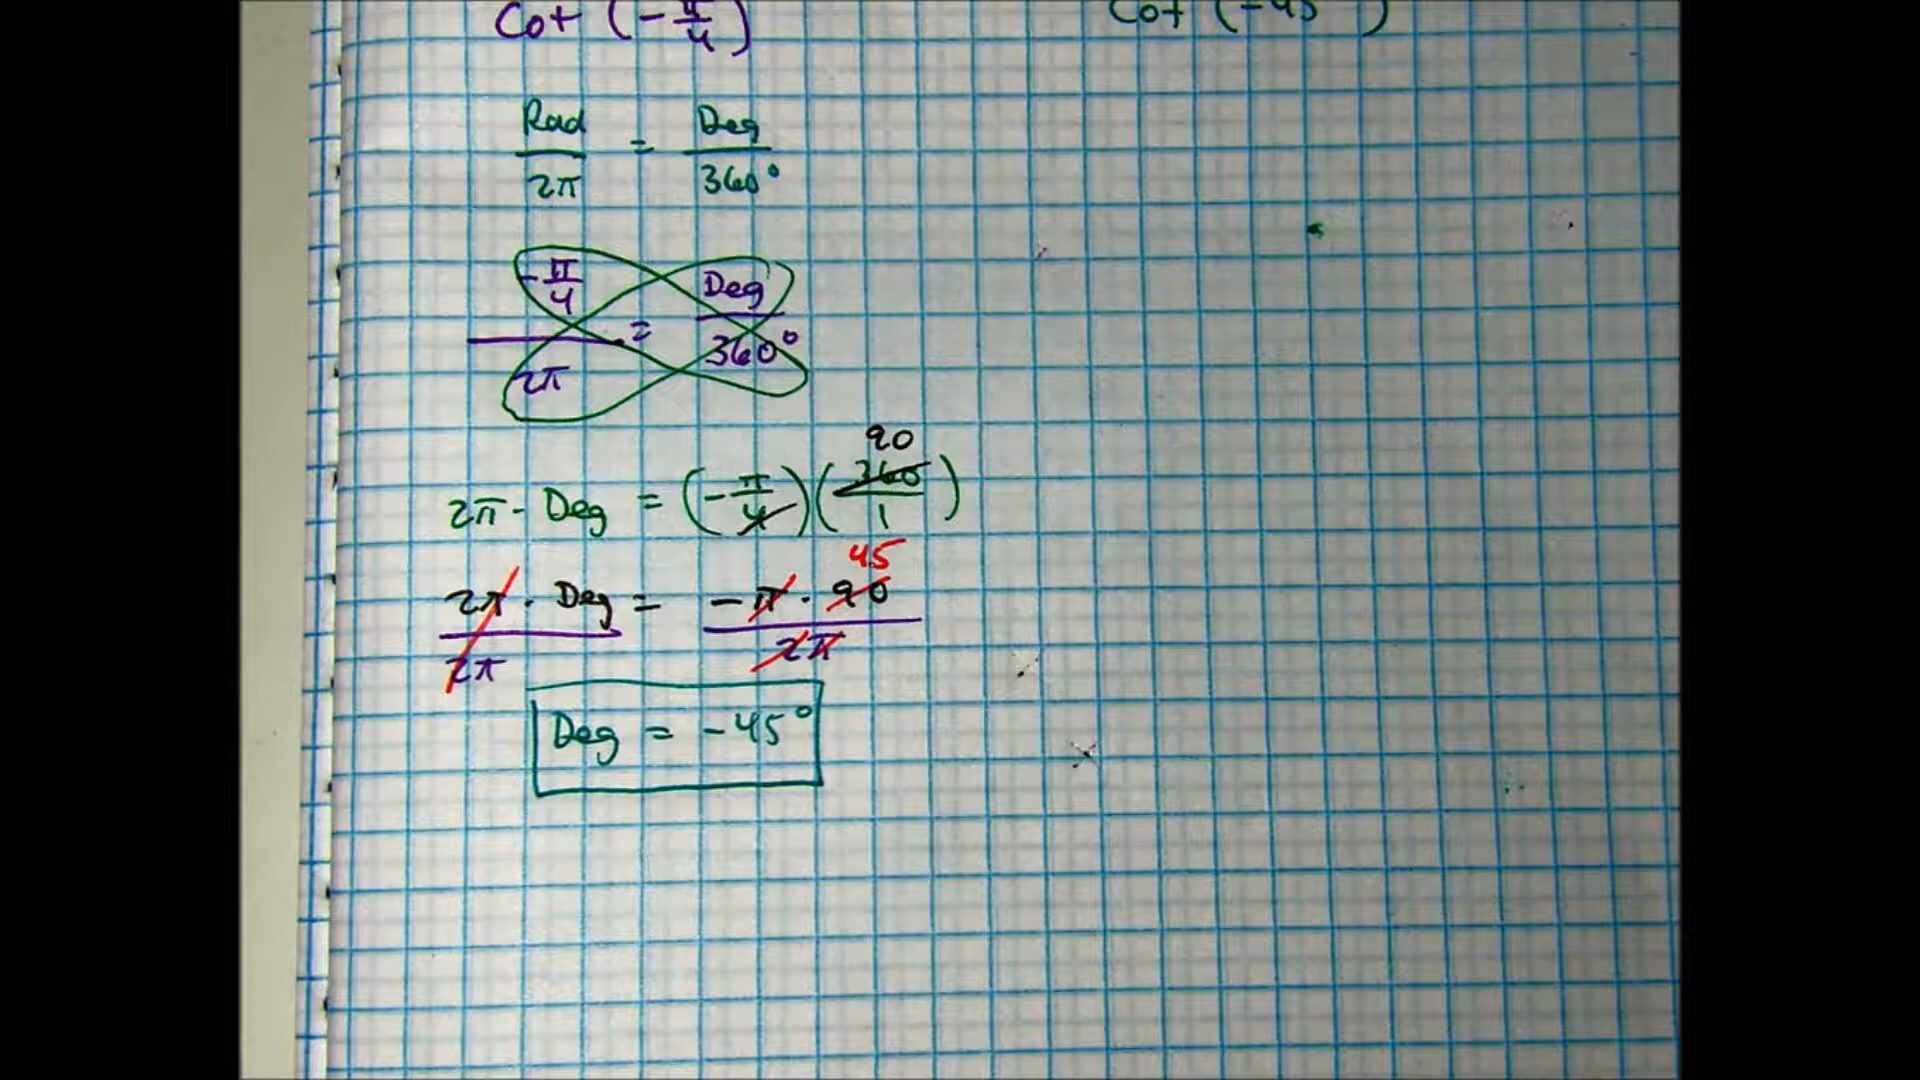 Cot (-π/4)
Cot (-45°)
Rad/2π = Deg/360°
-π/4 / 2π = Deg/360°
90
2π · Deg = (-π/4)(360/1)
45
2π · Deg / 2π = -π · 90 / 2π
Deg = -45°